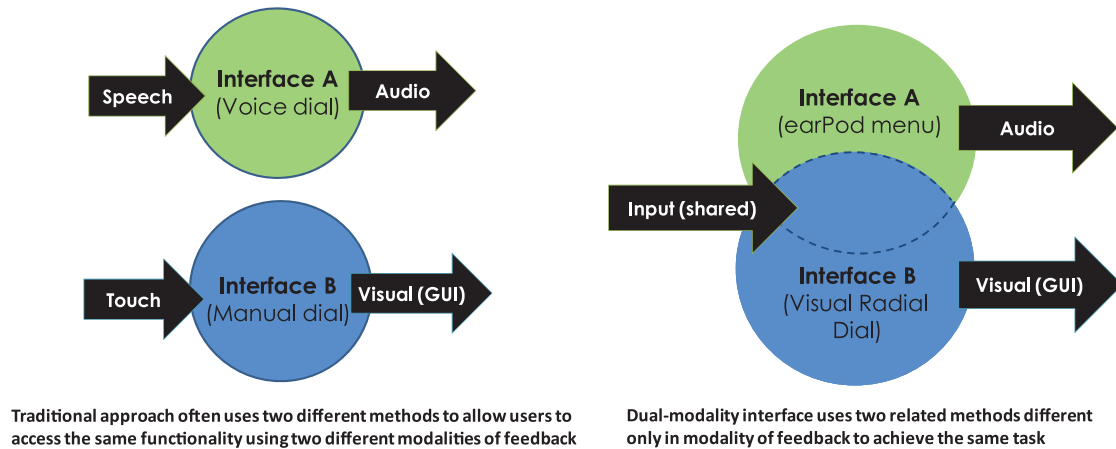 Speech
Interface A
(Voice dial)
Audio
Touch
Interface B
(Manual dial)
Visual (GUI)
Traditional approach often uses two different methods to allow users to
access the same functionality using two different modalities of feedback
Interface A
(earPod menu)
Audio
Input (shared)
Interface B
(Visual Radial
Dial)
Visual (GUI)
Dual-modality interface uses two related methods different
only in modality of feedback to achieve the same task